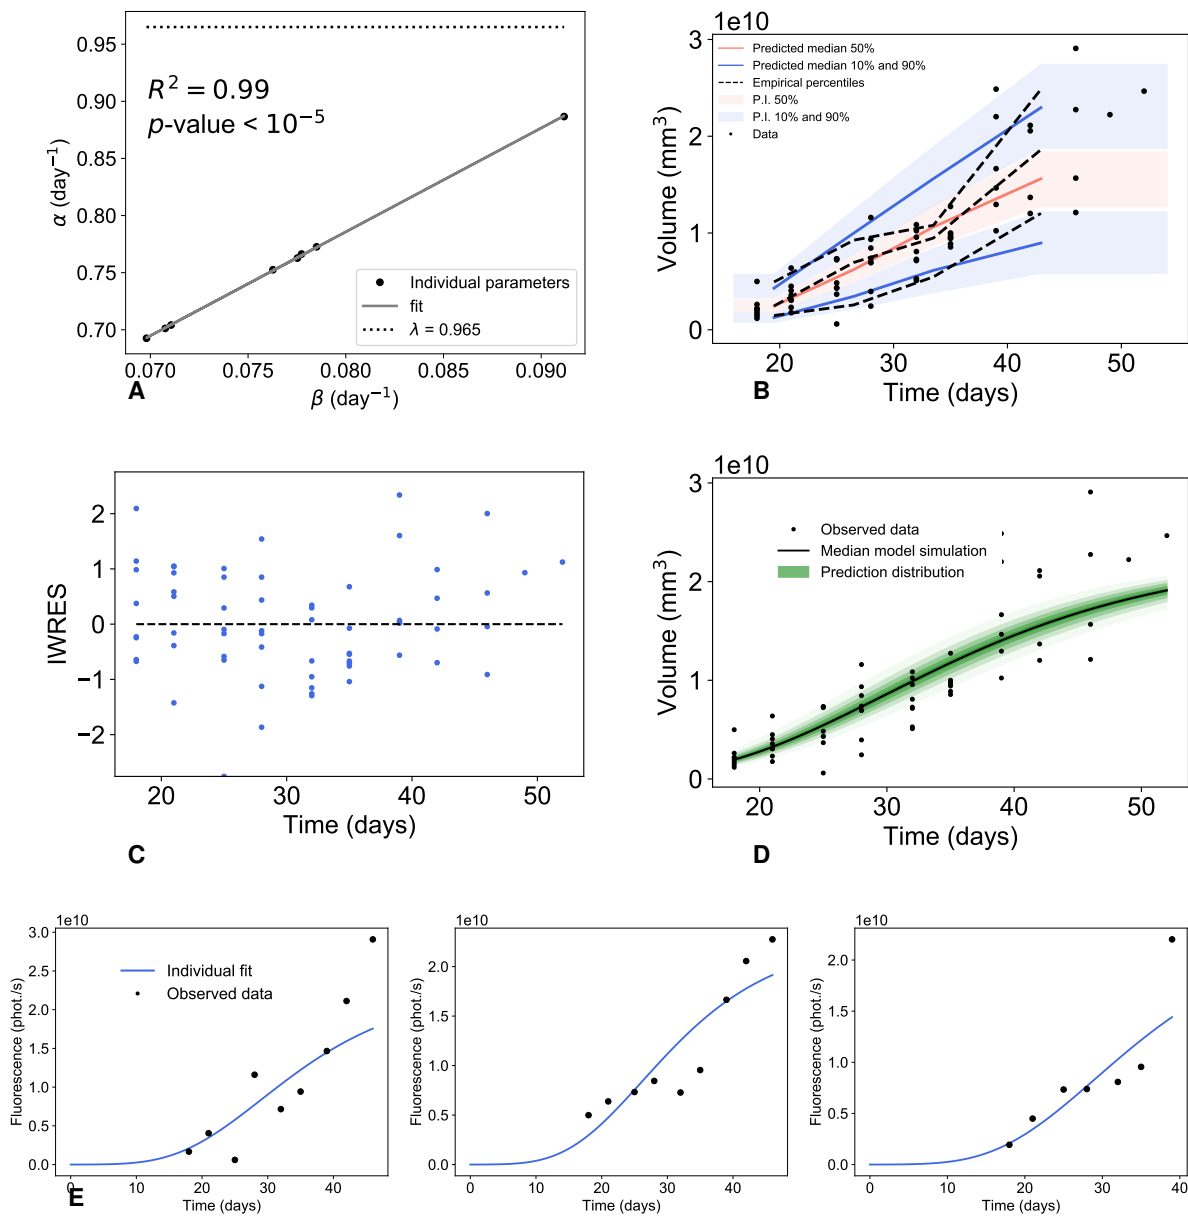 0.95
0.90
0.85
0.80
0.75
0.70
α (day⁻¹)
R² = 0.99
p-value < 10⁻⁵
Individual parameters
fit
λ = 0.965
0.070 0.075 0.080 0.085 0.090
β (day⁻¹)
A
1e10
3
2
1
0
Volume (mm³)
Predicted median 50%
Predicted median 10% and 90%
Empirical percentiles
P.I. 50%
P.I. 10% and 90%
Data
20 30 40 50
Time (days)
B
2
1
0
−1
−2
IWRES
20 30 40 50
Time (days)
C
1e10
3
2
1
0
Volume (mm³)
Observed data
Median model simulation
Prediction distribution
20 30 40 50
Time (days)
D
1e10
3.0
2.5
2.0
1.5
1.0
0.5
0.0
Fluorescence (phot./s)
Individual fit
Observed data
0 10 20 30 40
Time (days)
E
1e10
2.0
1.5
1.0
0.5
0.0
Fluorescence (phot./s)
0 10 20 30 40
Time (days)
1e10
2.0
1.5
1.0
0.5
0.0
Fluorescence (phot./s)
0 10 20 30 40
Time (days)